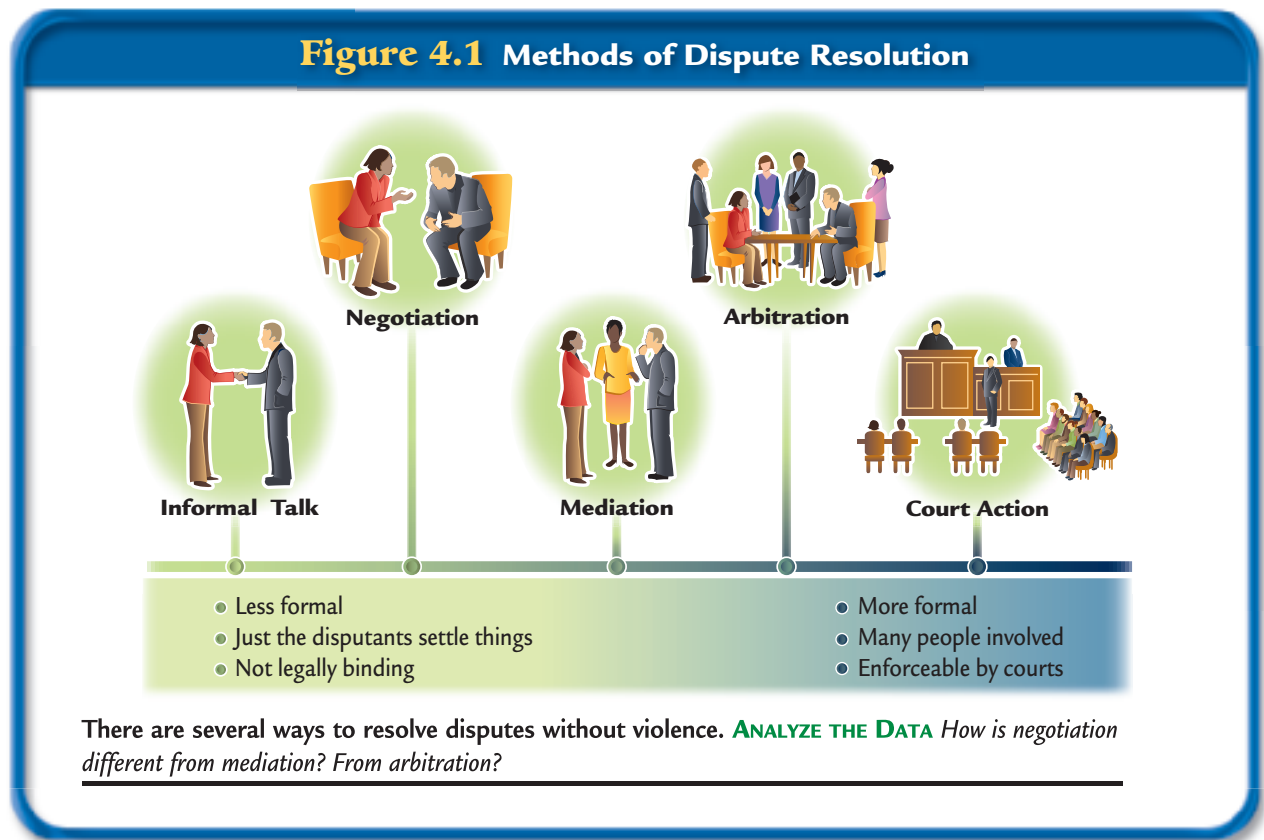 Figure 4.1 Methods of Dispute Resolution
Negotiation
Arbitration
Informal Talk
Mediation
Court Action
Less formal
Just the disputants settle things
Not legally binding
More formal
Many people involved
Enforceable by courts
There are several ways to resolve disputes without violence. ANALYZE THE DATA How is negotiation
different from mediation? From arbitration?